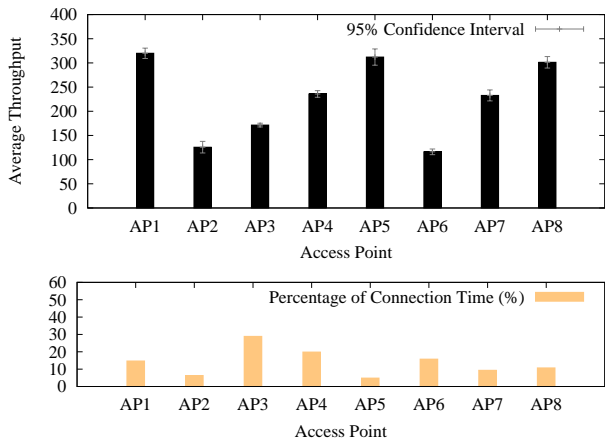 400
350
300
250
200
150
100
50
0
Average Throughput
95% Confidence Interval
AP1 AP2 AP3 AP4 AP5 AP6 AP7 AP8
Access Point
60
50
40
30
20
10
0
Percentage of Connection Time (%)
AP1 AP2 AP3 AP4 AP5 AP6 AP7 AP8
Access Point